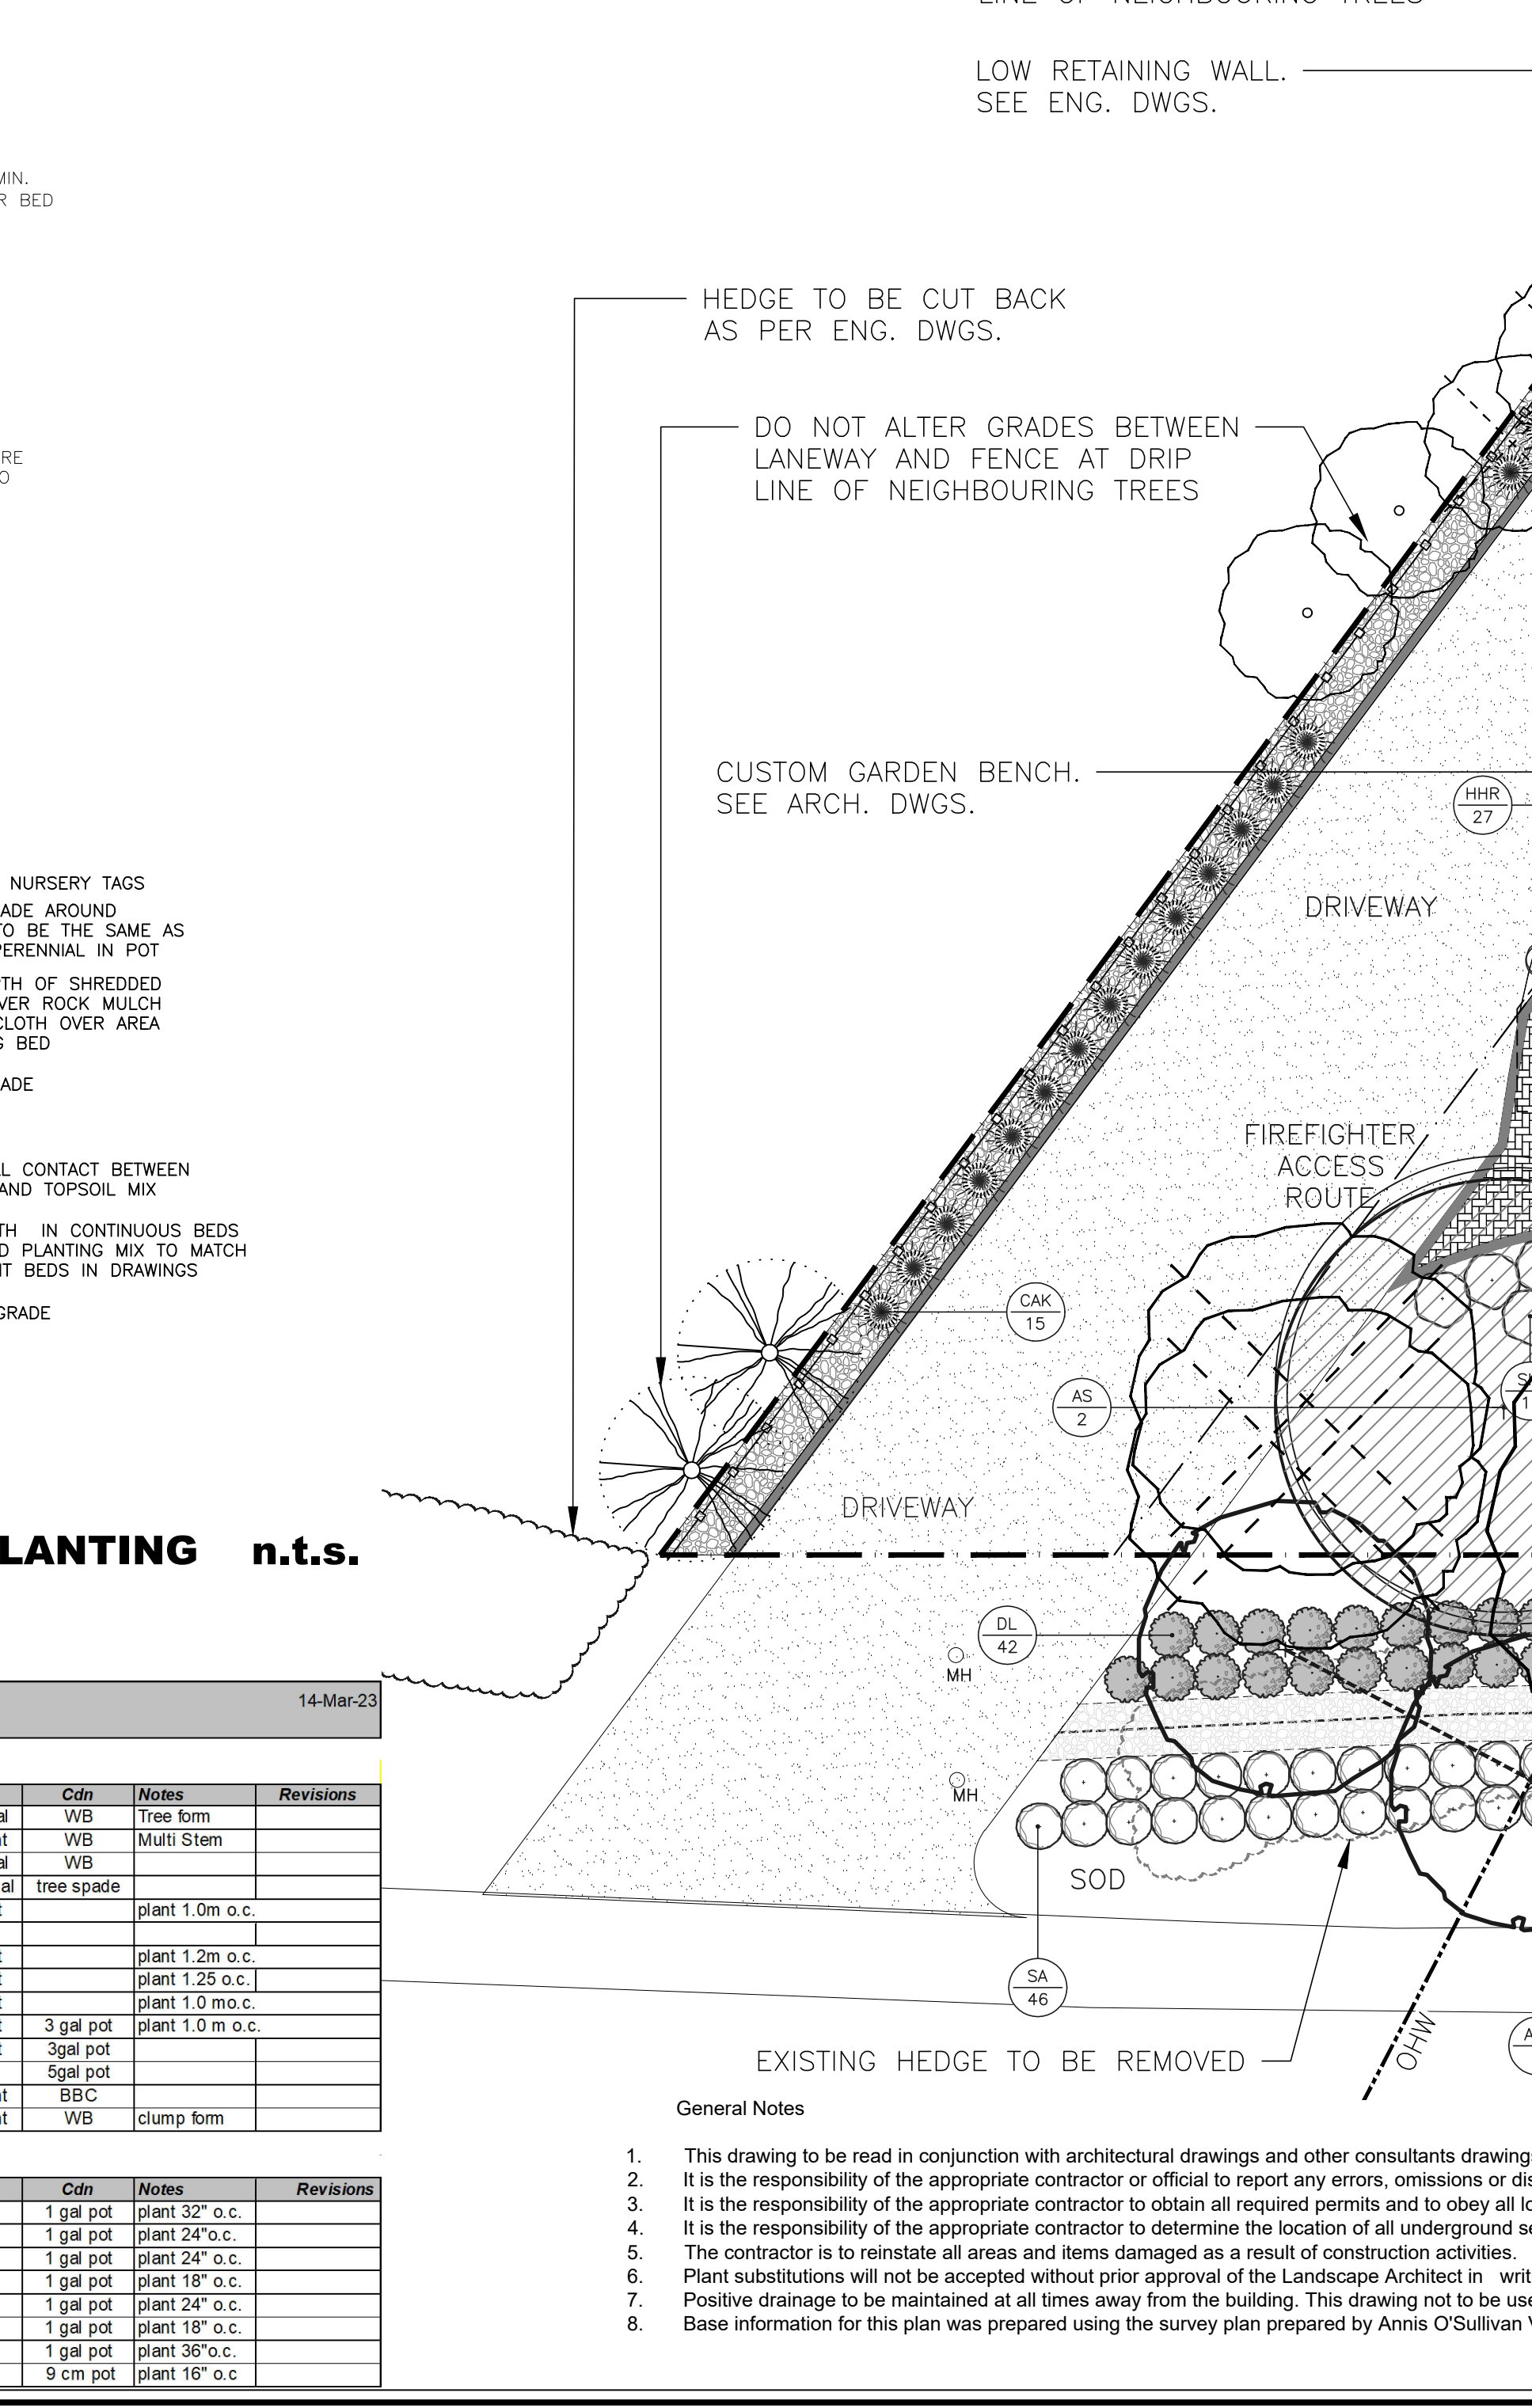 LINE OF NEIGHBOURING TREES
LOW RETAINING WALL.
SEE ENG. DWGS.
MIN.
R BED
HEDGE TO BE CUT BACK
AS PER ENG. DWGS.
DO NOT ALTER GRADES BETWEEN
LANEWAY AND FENCE AT DRIP
LINE OF NEIGHBOURING TREES
RE
O
CUSTOM GARDEN BENCH.
SEE ARCH. DWGS.
HHR
27
DRIVEWAY
NURSERY TAGS
ADE AROUND
TO BE THE SAME AS
PERENNIAL IN POT
TH OF SHREDDED
VER ROCK MULCH
CLOTH OVER AREA
G BED
ADE
FIREFIGHTER
ACCESS
ROUTE
L CONTACT BETWEEN
AND TOPSOIL MIX
TH IN CONTINUOUS BEDS
D PLANTING MIX TO MATCH
T BEDS IN DRAWINGS
GRADE
CAK
15
AS
2
S
1
DRIVEWAY
LANTING n.t.s.
DL
42
MH
MH
14-Mar-23
SOD
SA
46
EXISTING HEDGE TO BE REMOVED
OHW
A
Cdn Notes Revisions
al WB Tree form
nt WB Multi Stem
al WB
al tree spade
t plant 1.0m o.c.
t plant 1.2m o.c.
t plant 1.25 o.c.
t plant 1.0 mo.c.
t 3 gal pot plant 1.0 m o.c.
t 3gal pot
5gal pot
nt BBC
nt WB clump form
Cdn Notes Revisions
1 gal pot plant 32" o.c.
1 gal pot plant 24"o.c.
1 gal pot plant 24" o.c.
1 gal pot plant 18" o.c.
1 gal pot plant 24" o.c.
1 gal pot plant 18" o.c.
1 gal pot plant 36"o.c.
9 cm pot plant 16" o.c
General Notes
1. This drawing to be read in conjunction with architectural drawings and other consultants drawings
2. It is the responsibility of the appropriate contractor or official to report any errors, omissions or dis
3. It is the responsibility of the appropriate contractor to obtain all required permits and to obey all lo
4. It is the responsibility of the appropriate contractor to determine the location of all underground se
5. The contractor is to reinstate all areas and items damaged as a result of construction activities.
6. Plant substitutions will not be accepted without prior approval of the Landscape Architect in writ
7. Positive drainage to be maintained at all times away from the building. This drawing not to be use
8. Base information for this plan was prepared using the survey plan prepared by Annis O'Sullivan V